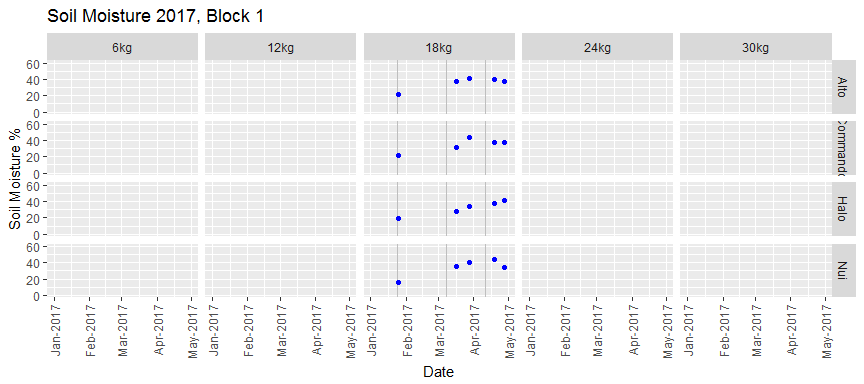 Soil Moisture 2017, Block 1
6kg 12kg 18kg 24kg 30kg
60
40
20
0
Alto
60
40
20
0
Commando
60
40
20
0
Halo
60
40
20
0
Nui
Soil Moisture %
Jan-2017 Feb-2017 Mar-2017 Apr-2017 May-2017 Jan-2017 Feb-2017 Mar-2017 Apr-2017 May-2017 Jan-2017 Feb-2017 Mar-2017 Apr-2017 May-2017 Jan-2017 Feb-2017 Mar-2017 Apr-2017 May-2017 Jan-2017 Feb-2017 Mar-2017 Apr-2017 May-2017
Date